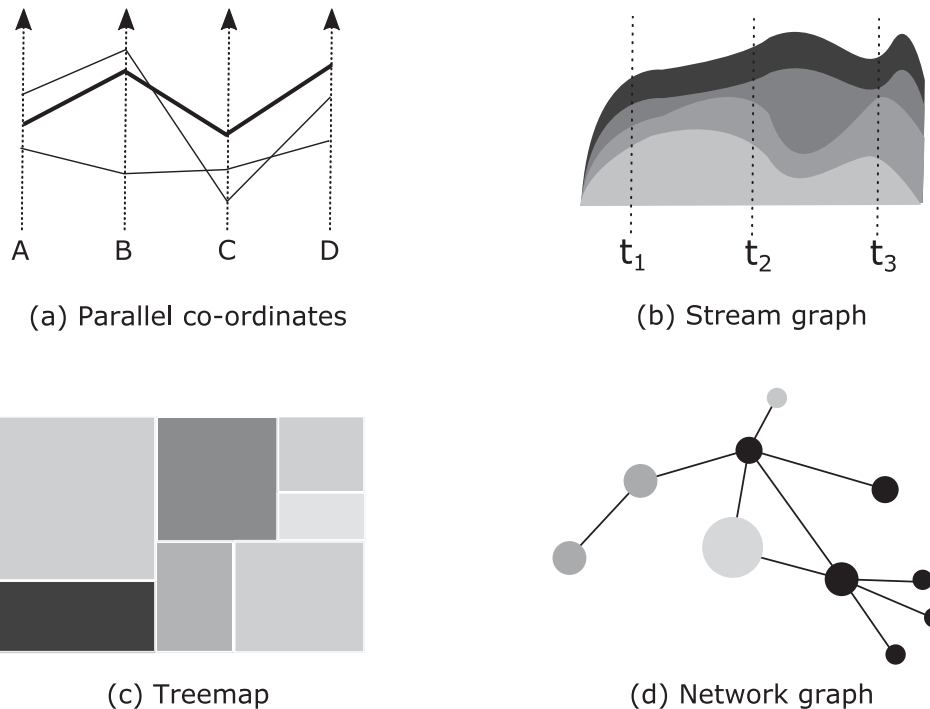 A B C D
(a) Parallel co-ordinates
t₁ t₂ t₃
(b) Stream graph
(c) Treemap
(d) Network graph